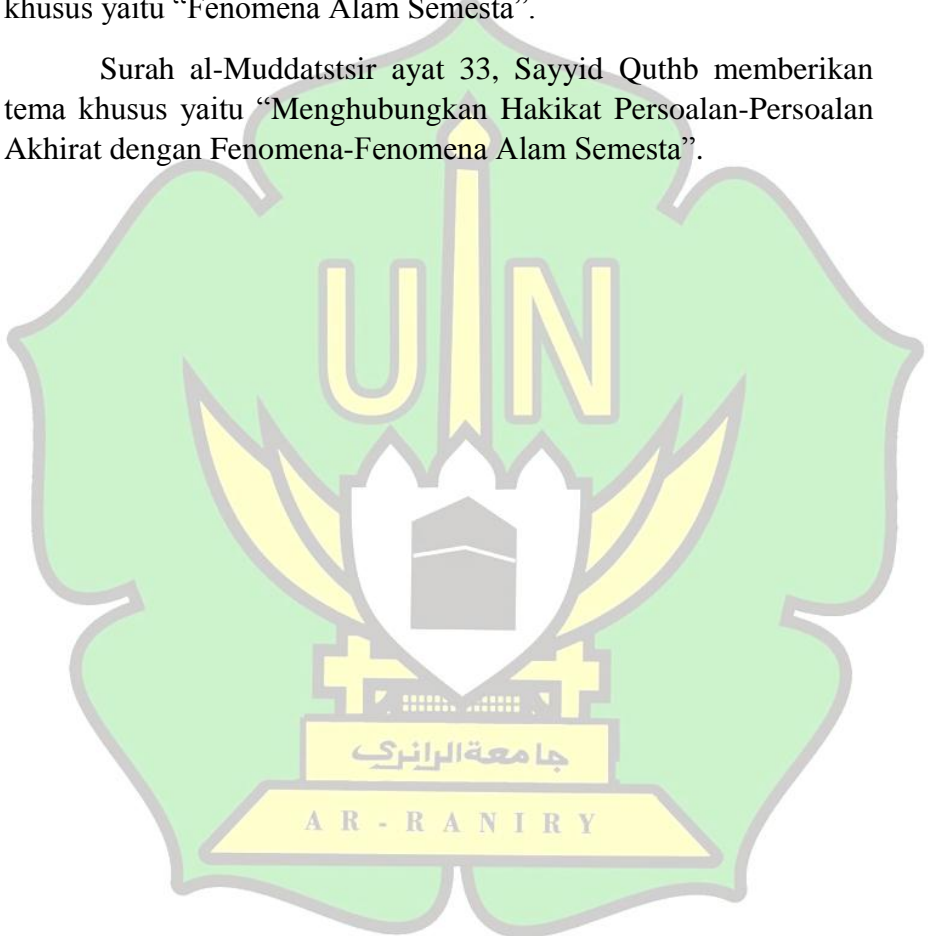 khusus yaitu “Fenomena Alam Semesta”.
Surah al-Muddatstsir ayat 33, Sayyid Quthb memberikan
tema khusus yaitu “Menghubungkan Hakikat Persoalan-Persoalan
Akhirat dengan Fenomena-Fenomena Alam Semesta”.
UIN
جامعة الرانري
AR-RANIRY